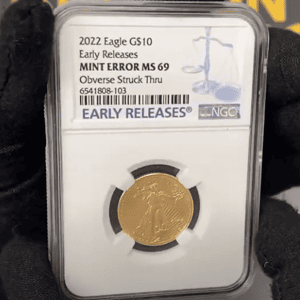 2022 Eagle G$10
Early Releases
MINT ERROR MS 69
Obverse Struck Thru
6541808-103
EARLY RELEASES®
NGC